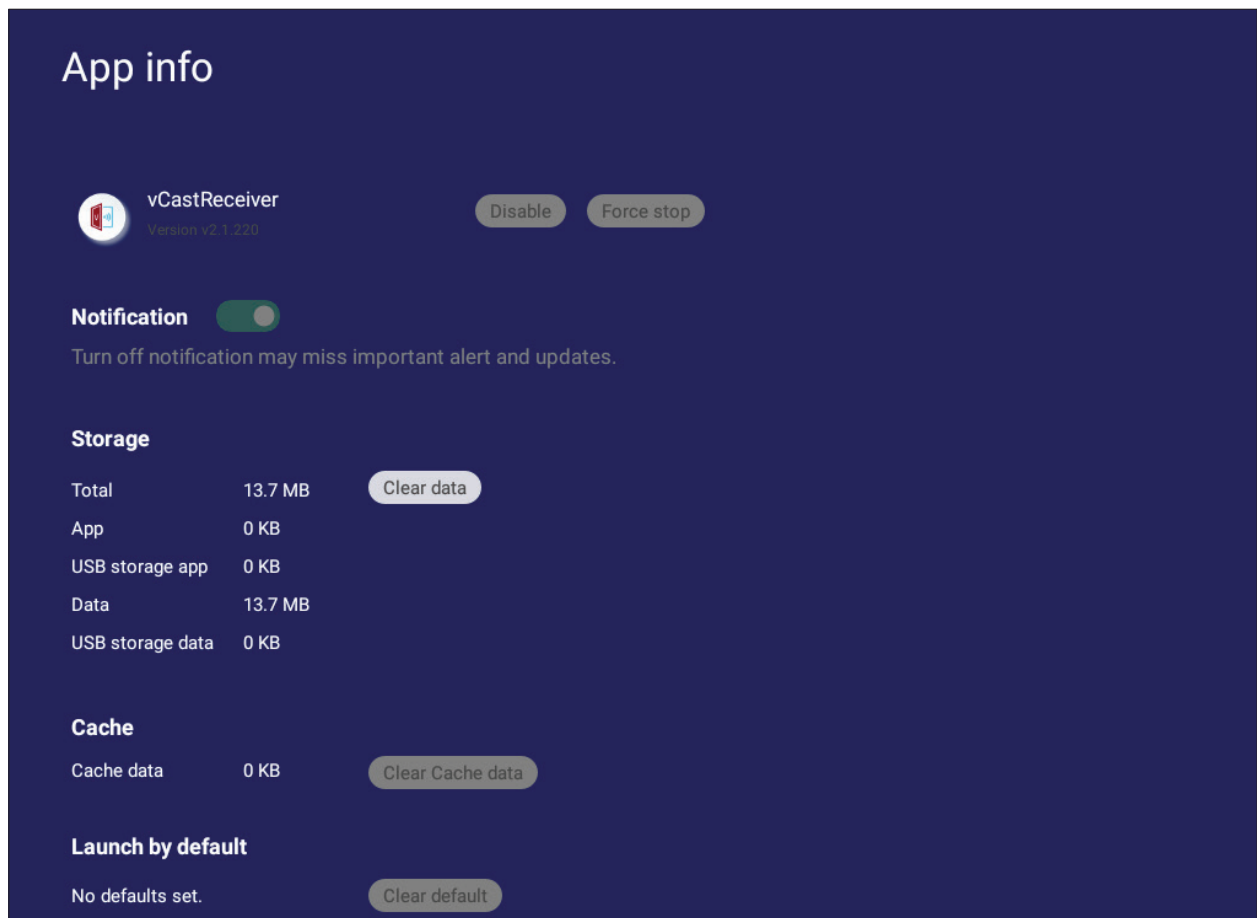 App info
vCastReceiver
Version v2.1.220
Disable
Force stop
Notification
Turn off notification may miss important alert and updates.
Storage
Total 13.7 MB Clear data
App 0 KB
USB storage app 0 KB
Data 13.7 MB
USB storage data 0 KB
Cache
Cache data 0 KB Clear Cache data
Launch by default
No defaults set. Clear default